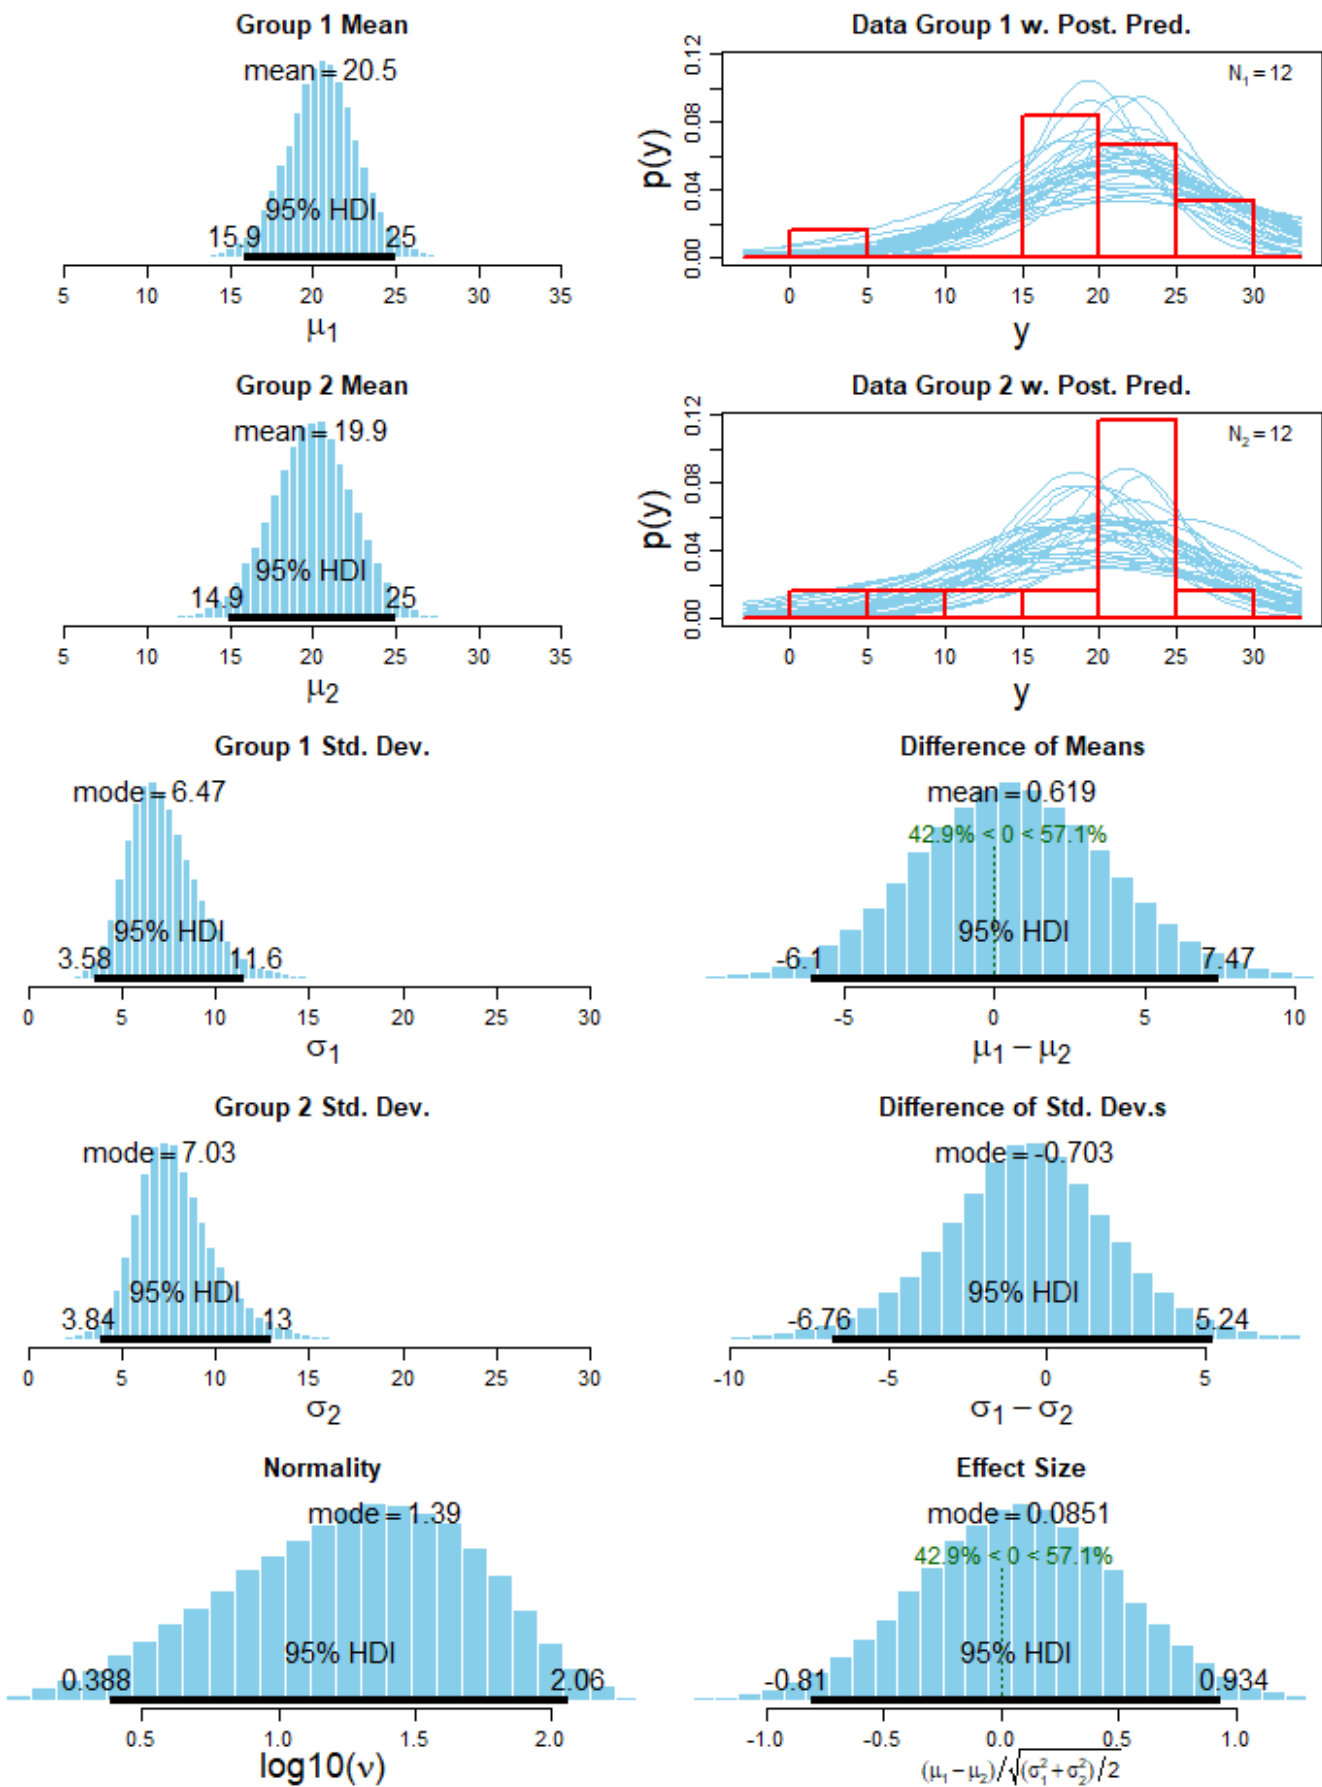 Group 1 Mean
mean = 20.5
95% HDI
15.9 25
5 10 15 20 25 30 35
μ1
Data Group 1 w. Post. Pred.
N1 = 12
p(y)
0.00 0.04 0.08 0.12
0 5 10 15 20 25 30
y
Group 2 Mean
mean = 19.9
95% HDI
14.9 25
5 10 15 20 25 30 35
μ2
Data Group 2 w. Post. Pred.
N2 = 12
p(y)
0.00 0.04 0.08 0.12
0 5 10 15 20 25 30
y
Group 1 Std. Dev.
mode = 6.47
95% HDI
3.58 11.6
0 5 10 15 20 25 30
σ1
Difference of Means
mean = 0.619
42.9% < 0 < 57.1%
95% HDI
-6.1 7.47
-5 0 5 10
μ1 − μ2
Group 2 Std. Dev.
mode = 7.03
95% HDI
3.84 13
0 5 10 15 20 25 30
σ2
Difference of Std. Dev.s
mode = -0.703
95% HDI
-6.76 5.24
-10 -5 0 5
σ1 − σ2
Normality
mode = 1.39
95% HDI
0.388 2.06
0.5 1.0 1.5 2.0
log10(ν)
Effect Size
mode = 0.0851
42.9% < 0 < 57.1%
95% HDI
-0.81 0.934
-1.0 -0.5 0.0 0.5 1.0
(μ1 − μ2)/√(σ1² + σ2²)/2